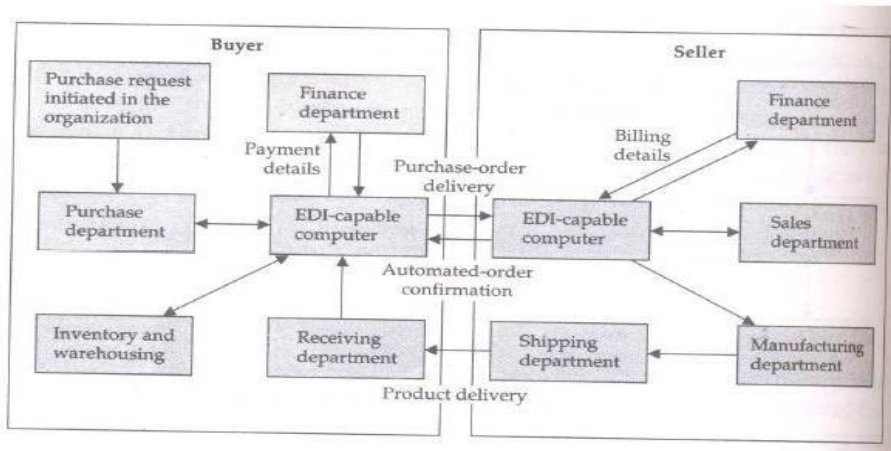 Buyer
Seller
Purchase request
initiated in the
organization
Finance
department
Finance
department
Payment
details
Billing
details
Purchase-order
delivery
Purchase
department
EDI-capable
computer
EDI-capable
computer
Sales
department
Automated-order
confirmation
Inventory and
warehousing
Receiving
department
Shipping
department
Manufacturing
department
Product delivery